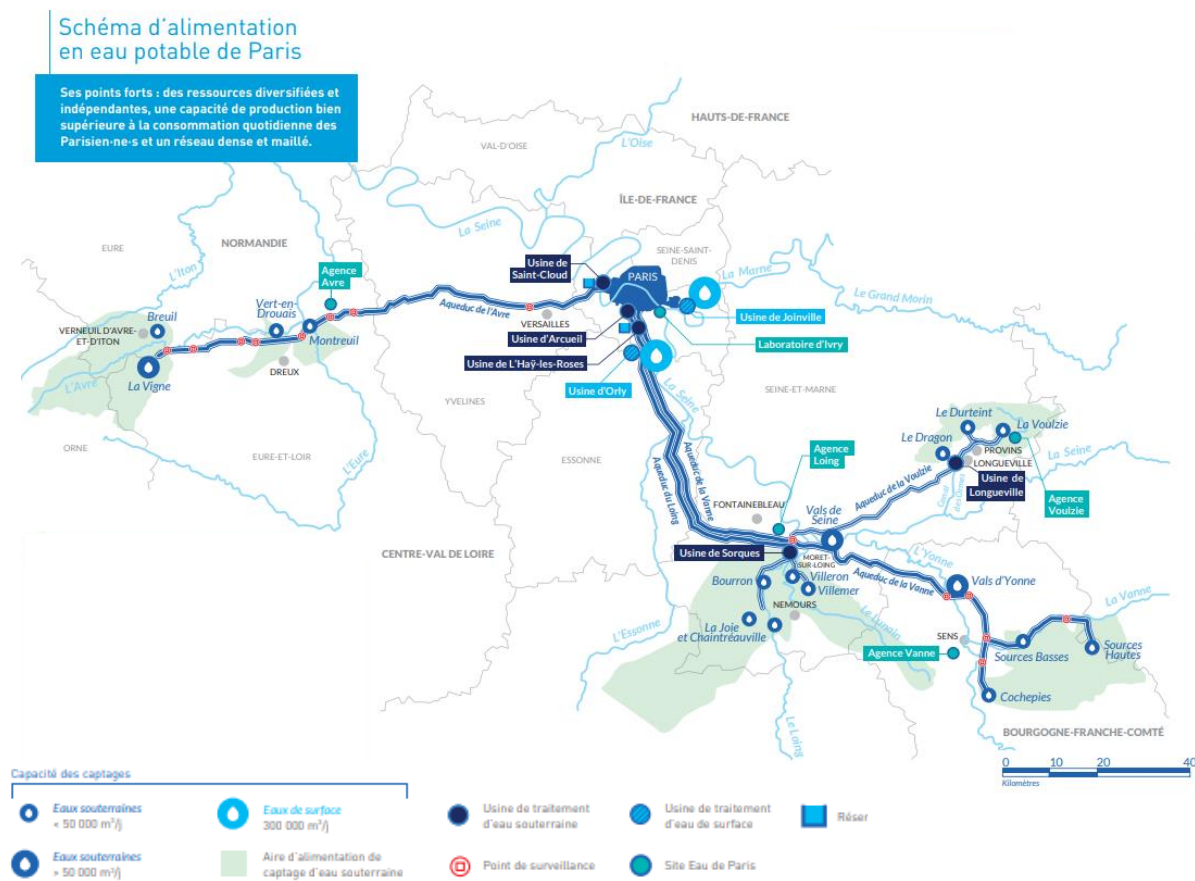 Schéma d'alimentation
en eau potable de Paris
Ses points forts : des ressources diversifiées et
indépendantes, une capacité de production bien
supérieure à la consommation quotidienne des
Parisien·ne·s et un réseau dense et maillé.
HAUTS-DE-FRANCE
VAL-D'OISE
L'Oise
ÎLE-DE-FRANCE
La Seine
EURE
NORMANDIE
SEINE-SAINT-
DENIS
L'Iton
Agence
Avre
Usine de
Saint-Cloud
PARIS
La Marne
Le Grand Morin
Breuil
Vert-en-
Drouais
Aqueduc de l'Avre
VERNEUIL D'AVRE-
ET-D'ITON
Montreuil
VERSAILLES
Usine d'Arcueil
Usine de Joinville
Laboratoire d'Ivry
L'Avre
La Vigne
DREUX
Usine de L'Haÿ-les-Roses
Usine d'Orly
La Seine
SEINE-ET-MARNE
YVELINES
ORNE
EURE-ET-LOIR
L'Eure
ESSONNE
Le Durteint
La Voulzie
Le Dragon
PROVINS
LONGUEVILLE
La Seine
Usine de
Longueville
Agence
Voulzie
Agence
Loing
Aqueduc de la Voulzie
Aqueduc de la Vanne
Aqueduc du Loing
FONTAINEBLEAU
Vals de
Seine
CENTRE-VAL DE LOIRE
Usine de Sorques
MORET-
SUR-LOING
L'Yonne
Aqueduc de la Vanne
Vals d'Yonne
Bourron
Villeron
Villemer
NEMOURS
Le Lunain
La Vanne
La Joie
et Chaintréauville
L'Essonne
SENS
Agence Vanne
Sources Basses
Sources
Hautes
Cochepies
Le Loing
BOURGOGNE-FRANCHE-COMTÉ
0 10 20 40
Kilomètres
Capacité des captages
Eaux souterraines
< 50 000 m³/j
Eaux de surface
300 000 m³/j
Usine de traitement
d'eau souterraine
Usine de traitement
d'eau de surface
Réser
Eaux souterraines
> 50 000 m³/j
Aire d'alimentation de
captage d'eau souterraine
Point de surveillance
Site Eau de Paris